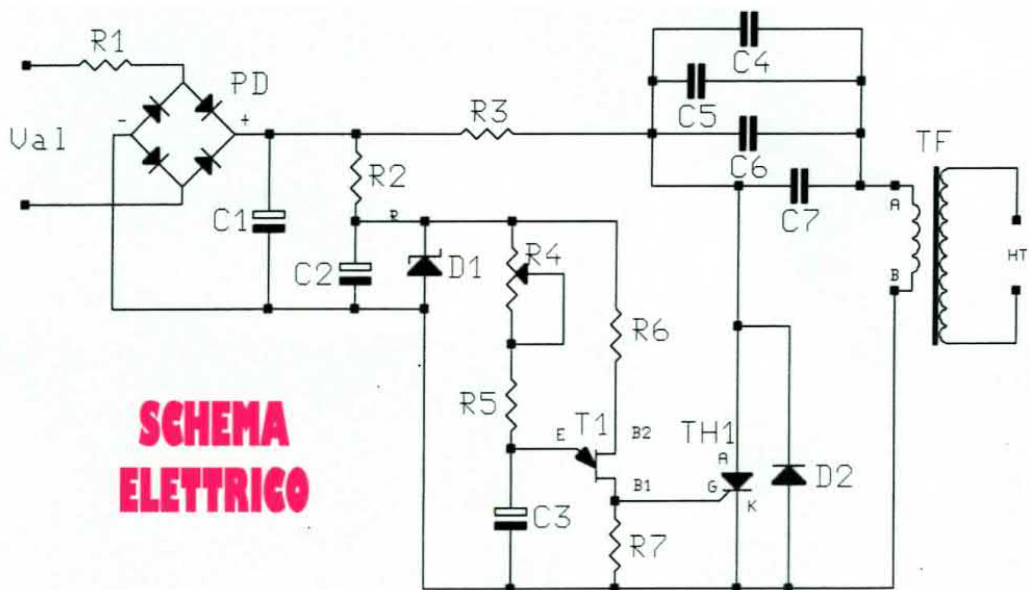 R1
PD
- +
Val
C4
C5
C6
C7
R3
TF
A
B
HT
R2
R
C1
C2
D1
R4
R6
R5
E
T1
B2
B1
TH1
A
G
K
D2
C3
R7
SCHEMA
ELETTRICO